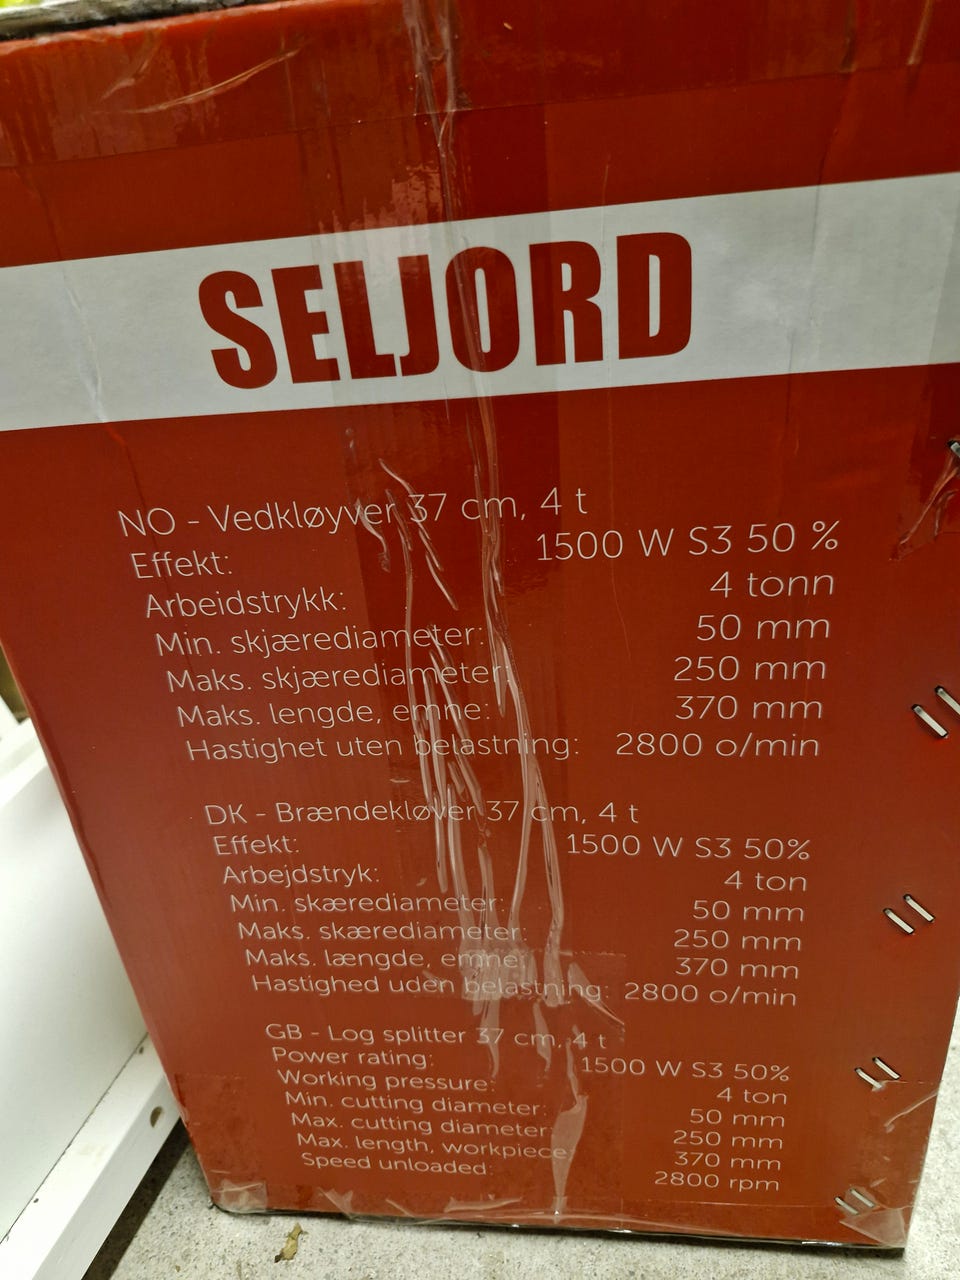 SELJORD
NO - Vedkløyver 37 cm, 4 t
Effekt: 1500 W S3 50 %
Arbeidstrykk: 4 tonn
Min. skjærediameter: 50 mm
Maks. skjærediameter: 250 mm
Maks. lengde, emne: 370 mm
Hastighet uten belastning: 2800 o/min
DK - Brændekløver 37 cm, 4 t
Effekt: 1500 W S3 50%
Arbejdstryk: 4 ton
Min. skærediameter: 50 mm
Maks. skærediameter: 250 mm
Maks. længde, emne: 370 mm
Hastighed uden belastning: 2800 o/min
GB - Log splitter 37 cm, 4 t
Power rating: 1500 W S3 50%
Working pressure: 4 ton
Min. cutting diameter: 50 mm
Max. cutting diameter: 250 mm
Max. length, workpiece 370 mm
Speed unloaded: 2800 rpm